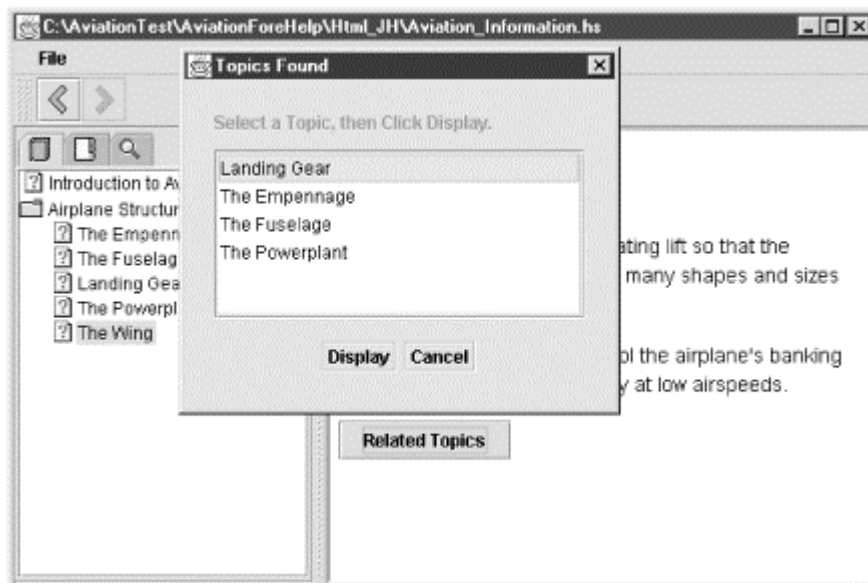 C:\AviationTest\AviationForeHelp\Html_JH\Aviation_Information.hs
File
Topics Found
Select a Topic, then Click Display.
Landing Gear
The Empennage
The Fuselage
The Powerplant
Display Cancel
Introduction to Av
Airplane Structur
The Empenn
The Fuselag
Landing Gea
The Powerpl
The Wing
ating lift so that the
many shapes and sizes
ol the airplane's banking
y at low airspeeds.
Related Topics